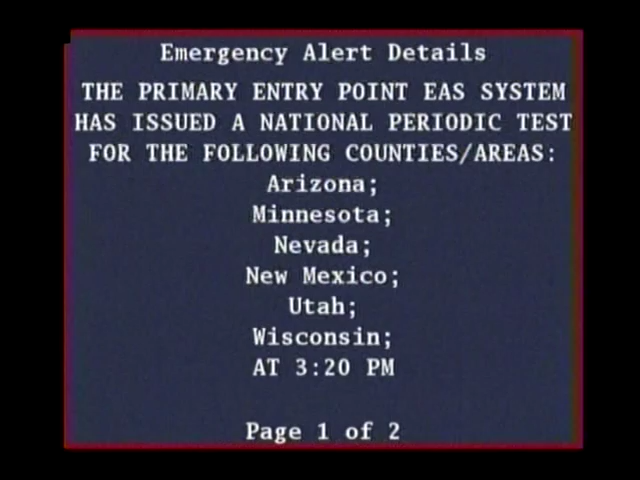 Emergency Alert Details
THE PRIMARY ENTRY POINT EAS SYSTEM
HAS ISSUED A NATIONAL PERIODIC TEST
FOR THE FOLLOWING COUNTIES/AREAS:
Arizona;
Minnesota;
Nevada;
New Mexico;
Utah;
Wisconsin;
AT 3:20 PM
Page 1 of 2